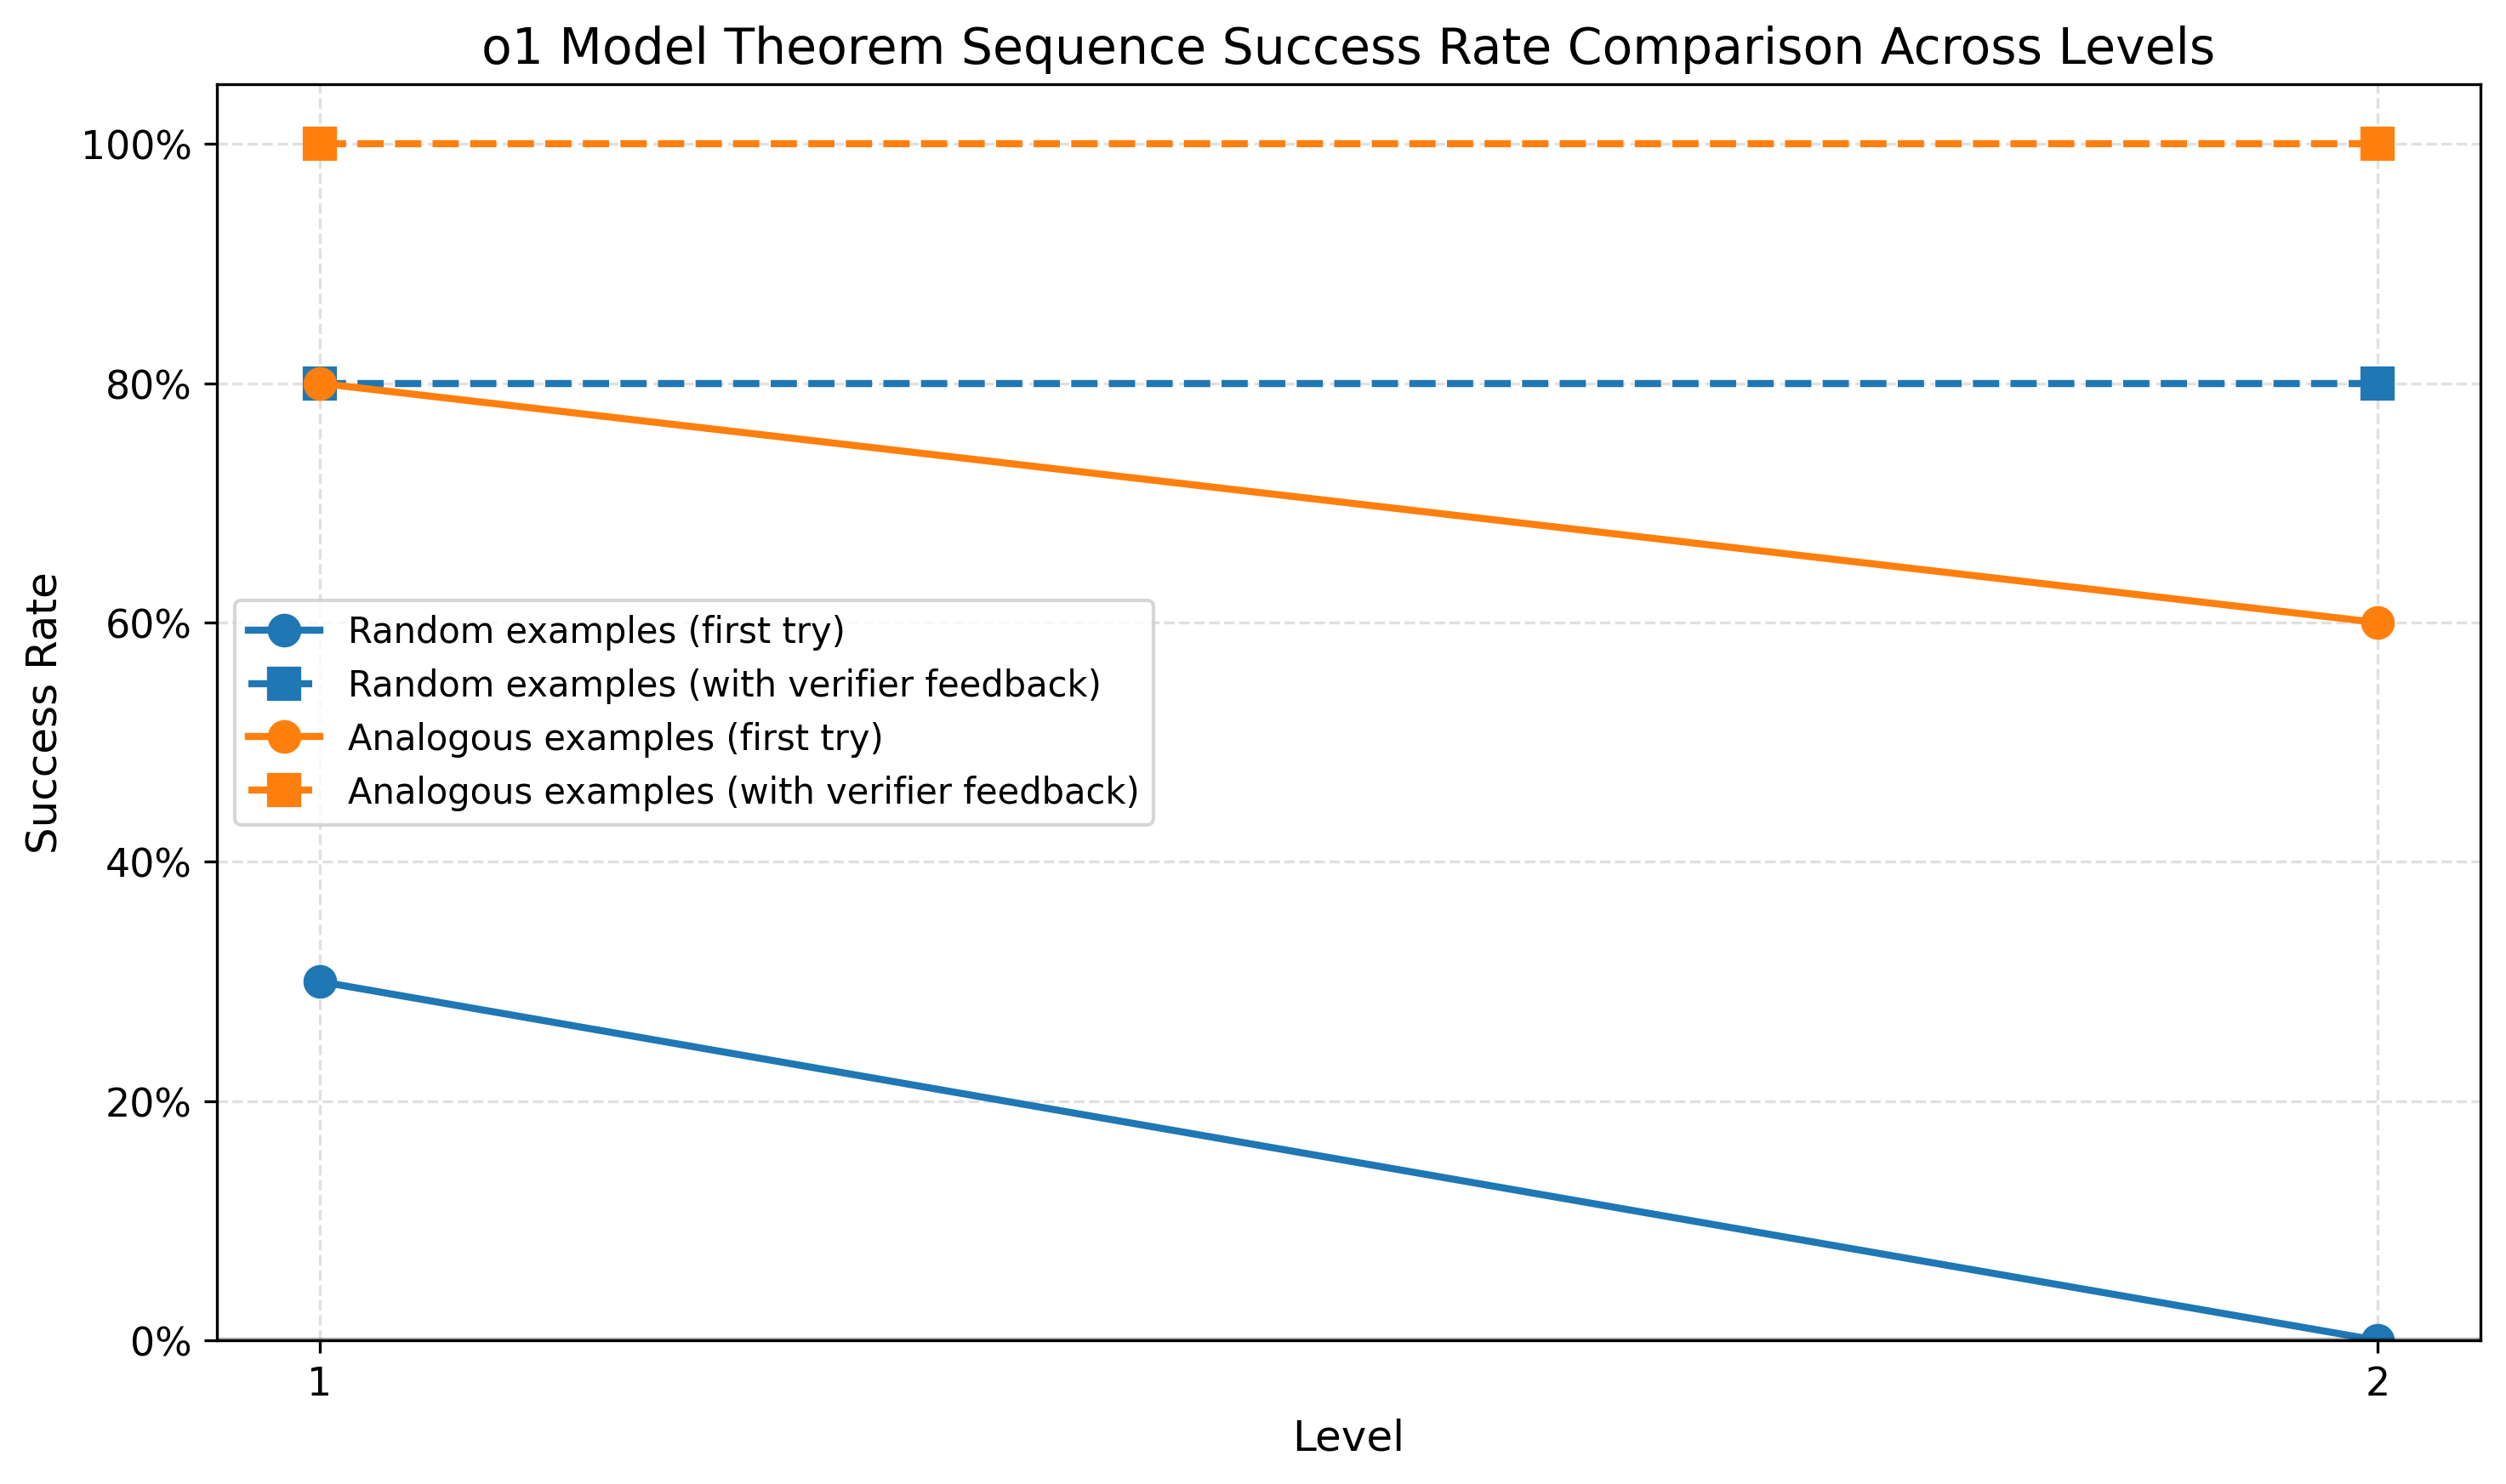 o1 Model Theorem Sequence Success Rate Comparison Across Levels
100%
80%
60%
40%
20%
0%
Success Rate
Random examples (first try)
Random examples (with verifier feedback)
Analogous examples (first try)
Analogous examples (with verifier feedback)
1
2
Level